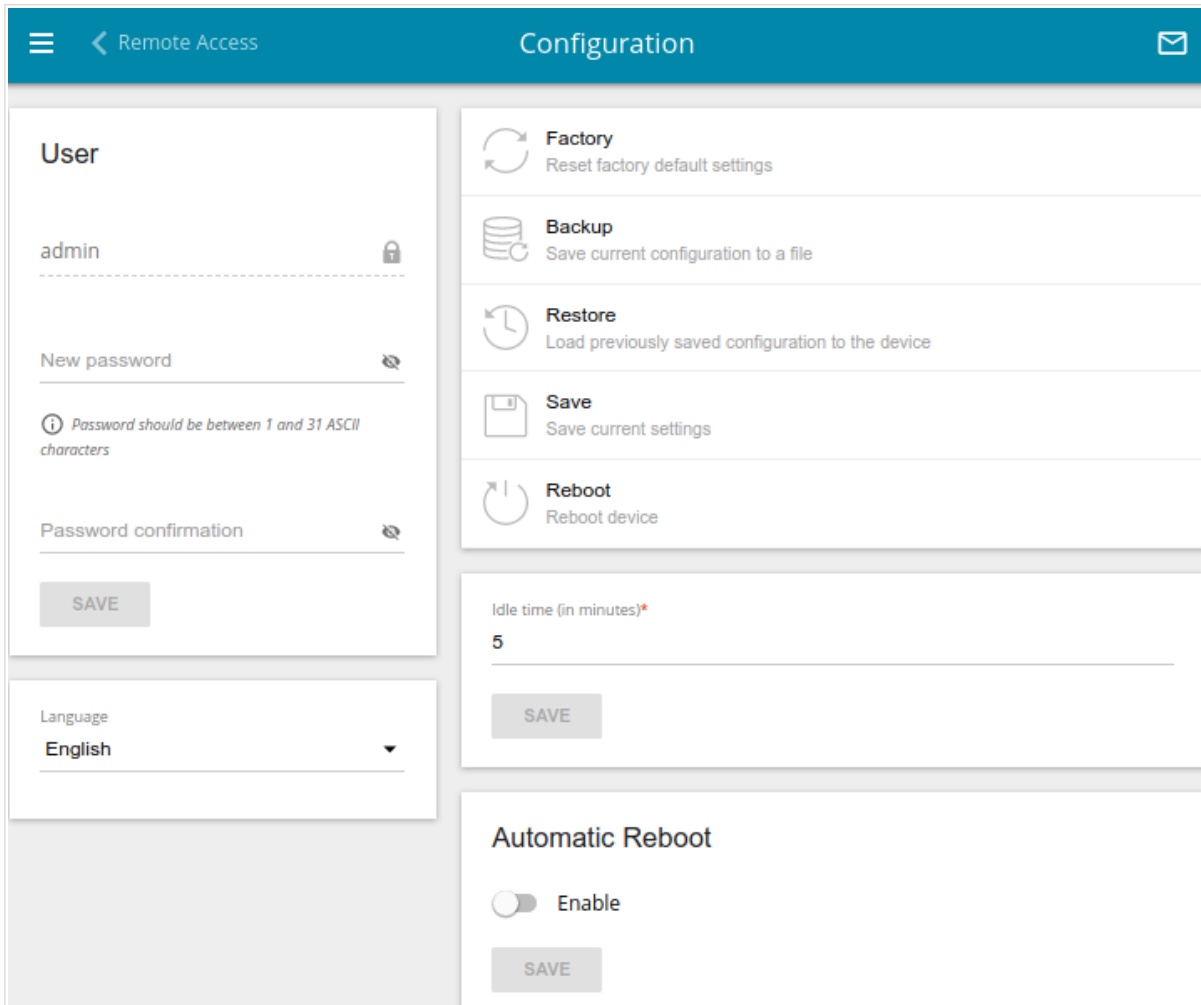 Remote Access
Configuration
User
admin
New password
Password should be between 1 and 31 ASCII
characters
Password confirmation
SAVE
Language
English
Factory
Reset factory default settings
Backup
Save current configuration to a file
Restore
Load previously saved configuration to the device
Save
Save current settings
Reboot
Reboot device
Idle time (in minutes)*
5
SAVE
Automatic Reboot
Enable
SAVE